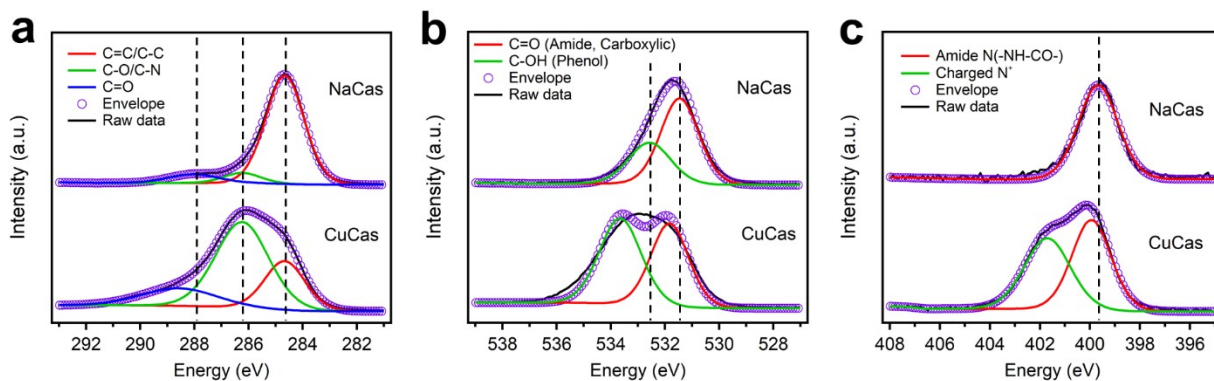 a
C=C/C-C
C-O/C-N
C=O
Envelope
Raw data
NaCas
CuCas
Intensity (a.u.)
292 290 288 286 284 282
Energy (eV)
b
C=O (Amide, Carboxylic)
C-OH (Phenol)
Envelope
Raw data
NaCas
CuCas
Intensity (a.u.)
538 536 534 532 530 528
Energy (eV)
c
Amide N(-NH-CO-)
Charged N⁺
Envelope
Raw data
NaCas
CuCas
Intensity (a.u.)
408 406 404 402 400 398 396
Energy (eV)